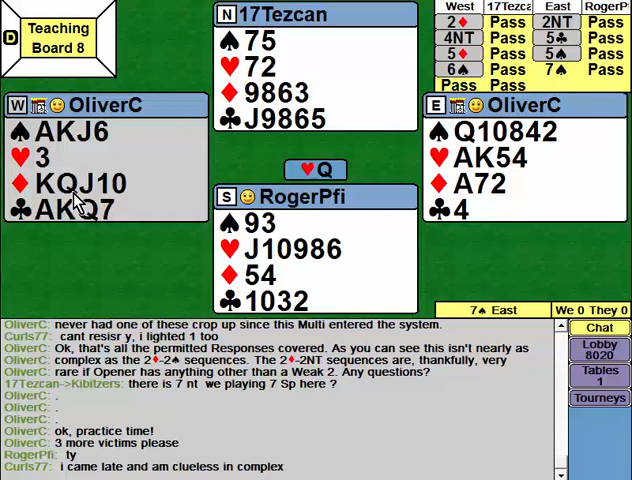 D
Teaching
Board 8
N 17Tezcan
♠75
♥72
♦9863
♣J9865
West 17Tezca East RogerPf
2♦ Pass 2NT Pass
4NT Pass 5♣ Pass
5♦ Pass 5♠ Pass
6♠ Pass 7♠ Pass
Pass Pass
W OliverC
♠AKJ6
♥3
♦KQJ10
♣AKQ7
E OliverC
♠Q10842
♥AK54
♦A72
♣4
♥Q
S RogerPfi
♠93
♥J10986
♦54
♣1032
7♠ East We 0 They 0
OliverC: never had one of these crop up since this Multi entered the system.
Curls77: cant resisr y, i lighted 1 too
OliverC: Ok, that's all the permitted Responses covered. As you can see this isn't nearly as
OliverC: complex as the 2♦-2♠ sequences. The 2♦-2NT sequences are, thankfully, very
OliverC: rare if Opener has anything other than a Weak 2. Any questions?
17Tezcan->Kibitzers: there is 7 nt we playing 7 Sp here ?
OliverC: .
OliverC: .
OliverC: .
OliverC: ok, practice time!
OliverC: 3 more victims please
RogerPfi: ty
Curls77: i came late and am clueless in complex
Chat
Lobby
8020
Tables
1
Tourneys